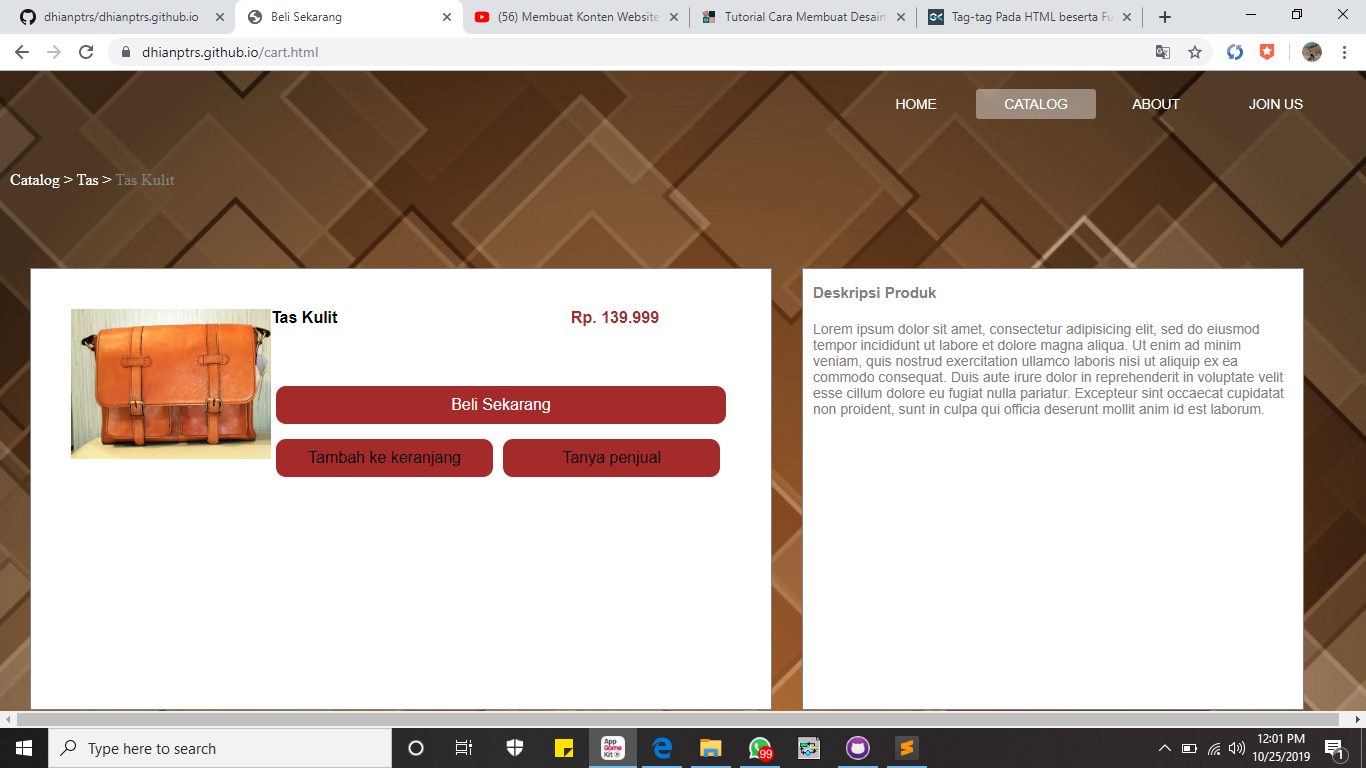 dhianptrs/dhianptrs.github.io
Beli Sekarang
(56) Membuat Konten Website
Tutorial Cara Membuat Desain
Tag-tag Pada HTML beserta Fu
dhianptrs.github.io/cart.html
HOME CATALOG ABOUT JOIN US
Catalog > Tas > Tas Kulit
Tas Kulit
Rp. 139.999
Beli Sekarang
Tambah ke keranjang
Tanya penjual
Deskripsi Produk
Lorem ipsum dolor sit amet, consectetur adipisicing elit, sed do eiusmod
tempor incididunt ut labore et dolore magna aliqua. Ut enim ad minim
veniam, quis nostrud exercitation ullamco laboris nisi ut aliquip ex ea
commodo consequat. Duis aute irure dolor in reprehenderit in voluptate velit
esse cillum dolore eu fugiat nulla pariatur. Excepteur sint occaecat cupidatat
non proident, sunt in culpa qui officia deserunt mollit anim id est laborum.
Type here to search
App
Game
Kit
99
12:01 PM
10/25/2019
1